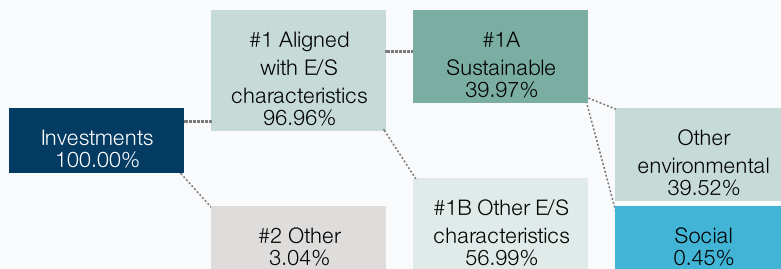 Investments
100.00%
#1 Aligned
with E/S
characteristics
96.96%
#2 Other
3.04%
#1A
Sustainable
39.97%
#1B Other E/S
characteristics
56.99%
Other
environmental
39.52%
Social
0.45%